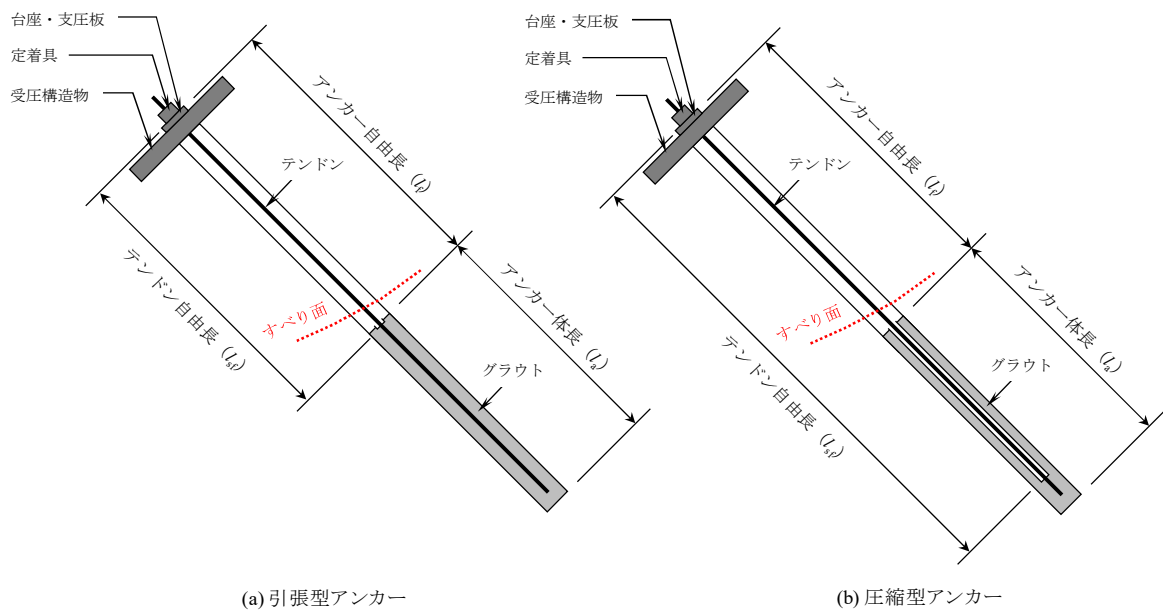 台座・支圧板
定着具
受圧構造物
アンカー自由長 (lf)
テンドン
テンドン自由長 (lsf)
すべり面
アンカー体長 (la)
グラウト
(a) 引張型アンカー
台座・支圧板
定着具
受圧構造物
アンカー自由長 (lf)
テンドン
テンドン自由長 (lsf)
すべり面
アンカー体長 (la)
グラウト
(b) 圧縮型アンカー